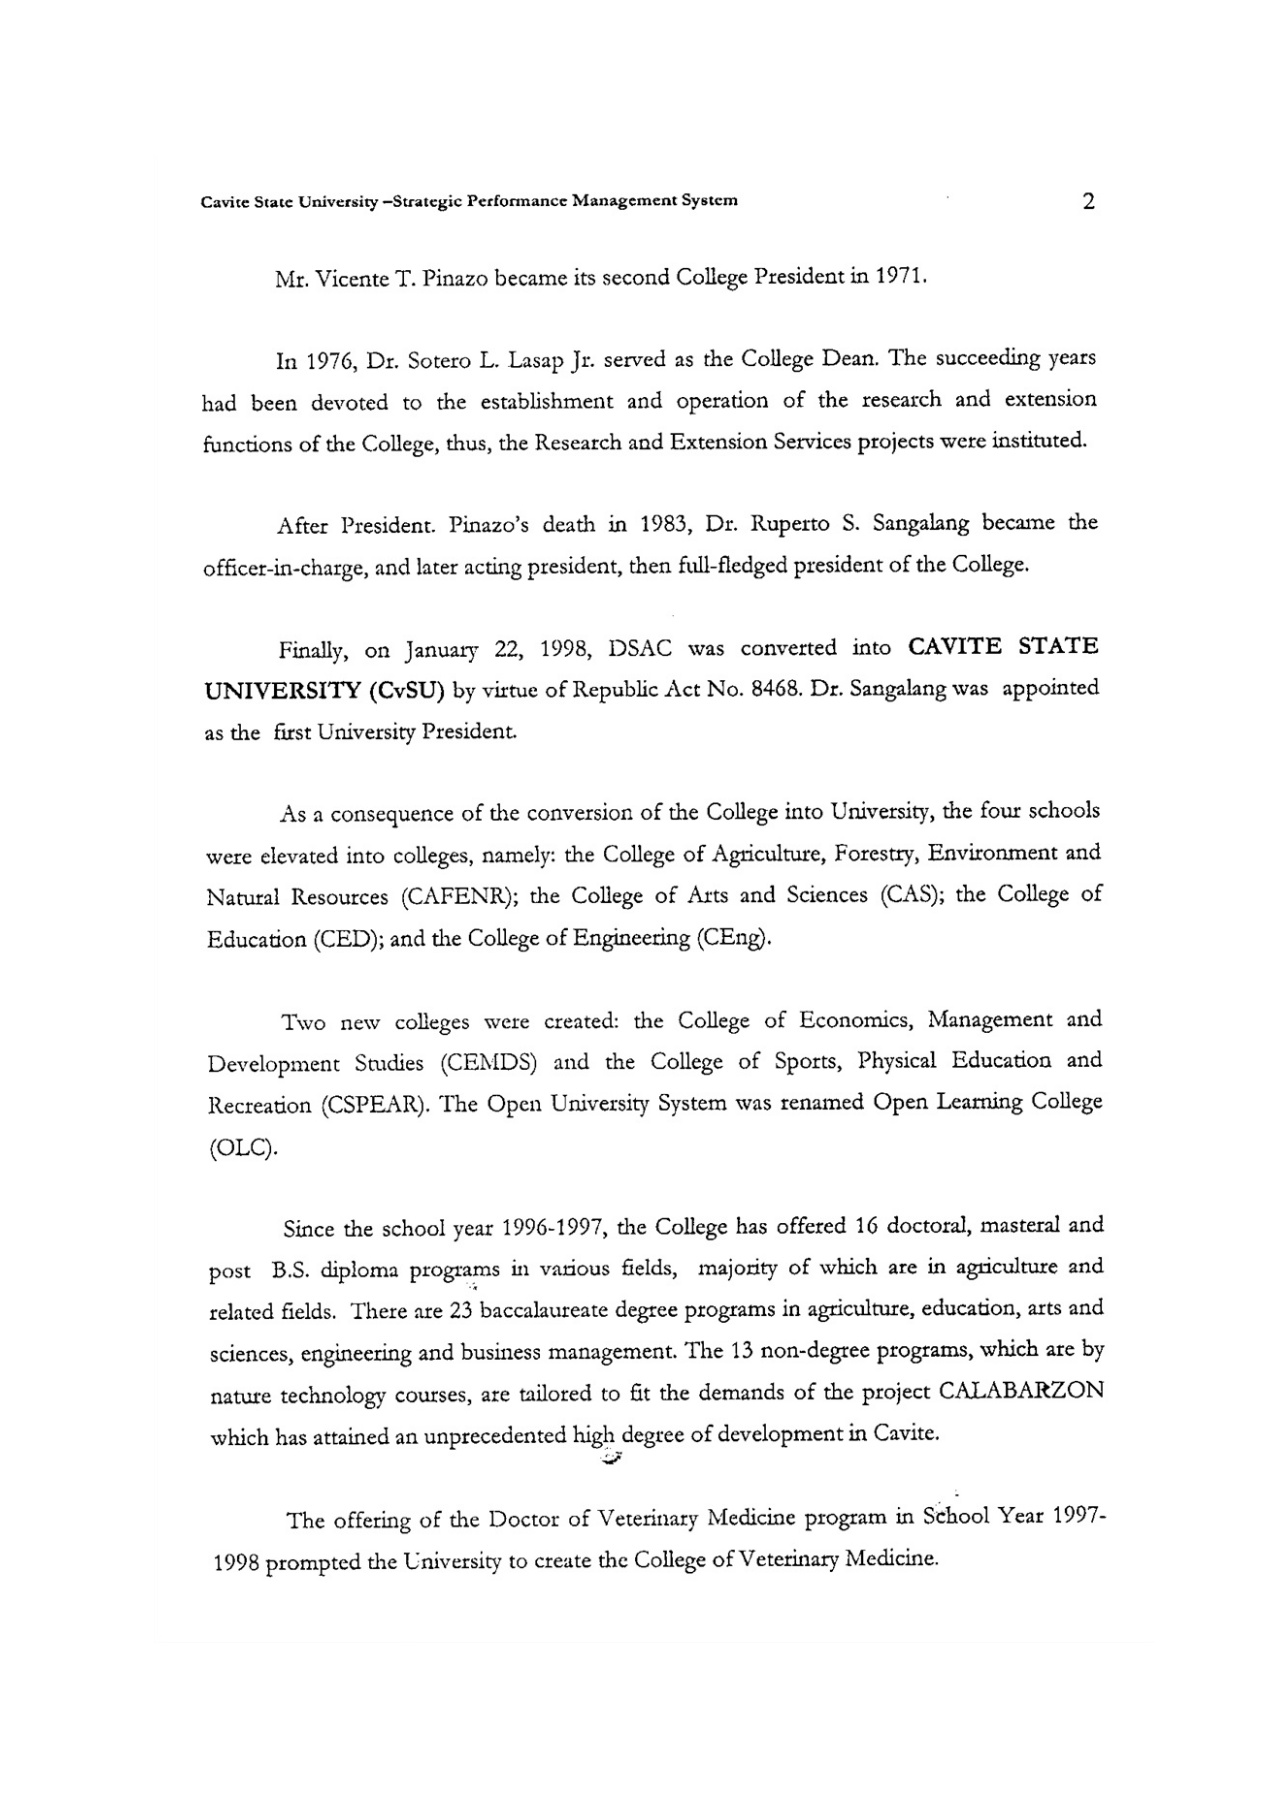 Cavite State University –Strategic Performance Management System 2
Mr. Vicente T. Pinazo became its second College President in 1971.
In 1976, Dr. Sotero L. Lasap Jr. served as the College Dean. The succeeding years
had been devoted to the establishment and operation of the research and extension
functions of the College, thus, the Research and Extension Services projects were instituted.
After President. Pinazo's death in 1983, Dr. Ruperto S. Sangalang became the
officer-in-charge, and later acting president, then full-fledged president of the College.
Finally, on January 22, 1998, DSAC was converted into CAVITE STATE
UNIVERSITY (CvSU) by virtue of Republic Act No. 8468. Dr. Sangalang was appointed
as the first University President.
As a consequence of the conversion of the College into University, the four schools
were elevated into colleges, namely: the College of Agriculture, Forestry, Environment and
Natural Resources (CAFENR); the College of Arts and Sciences (CAS); the College of
Education (CED); and the College of Engineering (CEng).
Two new colleges were created: the College of Economics, Management and
Development Studies (CEMDS) and the College of Sports, Physical Education and
Recreation (CSPEAR). The Open University System was renamed Open Learning College
(OLC).
Since the school year 1996-1997, the College has offered 16 doctoral, masteral and
post B.S. diploma programs in various fields, majority of which are in agriculture and
related fields. There are 23 baccalaureate degree programs in agriculture, education, arts and
sciences, engineering and business management. The 13 non-degree programs, which are by
nature technology courses, are tailored to fit the demands of the project CALABARZON
which has attained an unprecedented high degree of development in Cavite.
The offering of the Doctor of Veterinary Medicine program in School Year 1997-
1998 prompted the University to create the College of Veterinary Medicine.